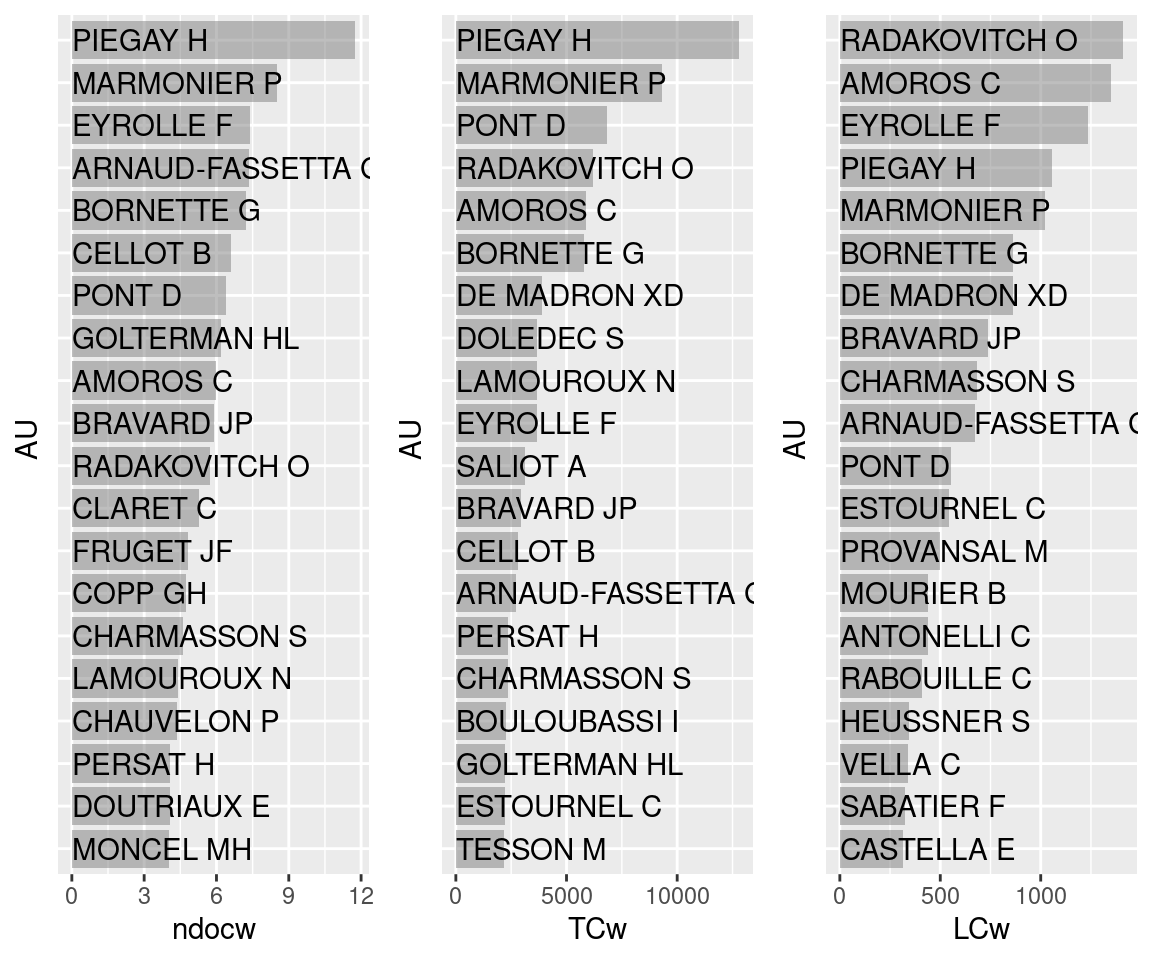 AU
PIEGAY H
MARMONIER P
EYROLLE F
ARNAUD-FASSETTA
BORNETTE G
CELLOT B
PONT D
GOLTERMAN HL
AMOROS C
BRAVARD JP
RADAKOVITCH O
CLARET C
FRUGET JF
COPP GH
CHARMASSON S
LAMOUROUX N
CHAUVELON P
PERSAT H
DOUTRIAUX E
MONCEL MH
0 3 6 9 12
ndocw
AU
PIEGAY H
MARMONIER P
PONT D
RADAKOVITCH O
AMOROS C
BORNETTE G
DE MADRON XD
DOLEDEC S
LAMOUROUX N
EYROLLE F
SALIOT A
BRAVARD JP
CELLOT B
ARNAUD-FASSETTA
PERSAT H
CHARMASSON S
BOULOUBASSI I
GOLTERMAN HL
ESTOURNEL C
TESSON M
0 5000 10000
TCw
AU
RADAKOVITCH O
AMOROS C
EYROLLE F
PIEGAY H
MARMONIER P
BORNETTE G
DE MADRON XD
BRAVARD JP
CHARMASSON S
ARNAUD-FASSETTA
PONT D
ESTOURNEL C
PROVANSAL M
MOURIER B
ANTONELLI C
RABOUILLE C
HEUSSNER S
VELLA C
SABATIER F
CASTELLA E
0 500 1000
LCw